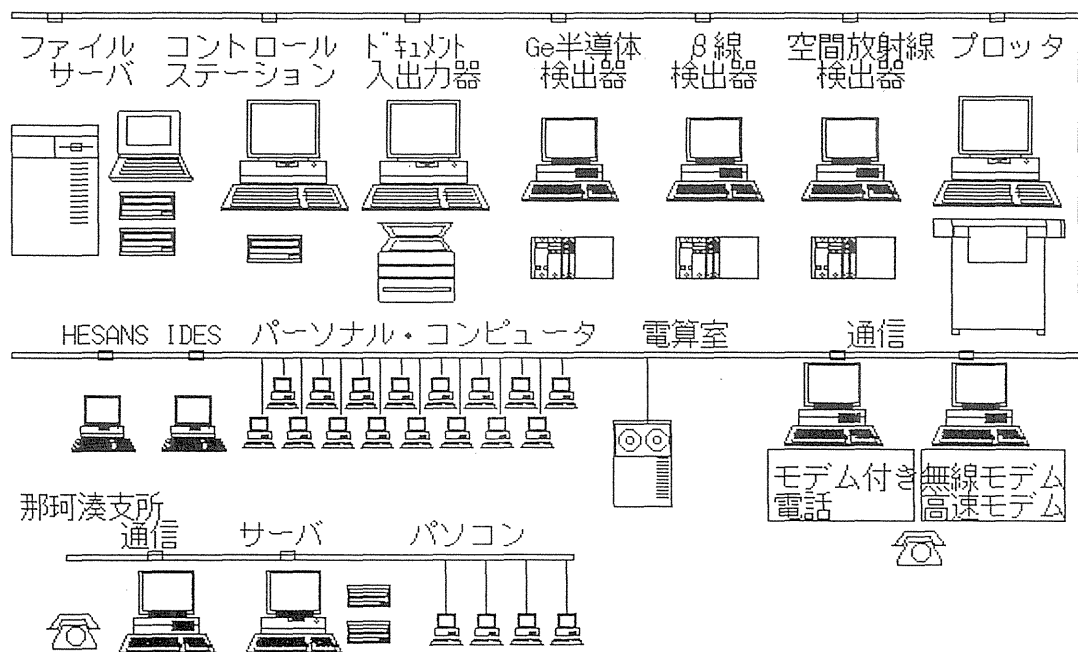 ファイル
サーバ
コントロール
ステーション
ドキュメント
入出力器
Ge半導体
検出器
β線
検出器
空間放射線
検出器
プロッタ
HESANS IDES パーソナル・コンピュータ 電算室 通信
モデム付き
電話
無線モデム
高速モデム
那珂湊支所
通信 サーバ パソコン